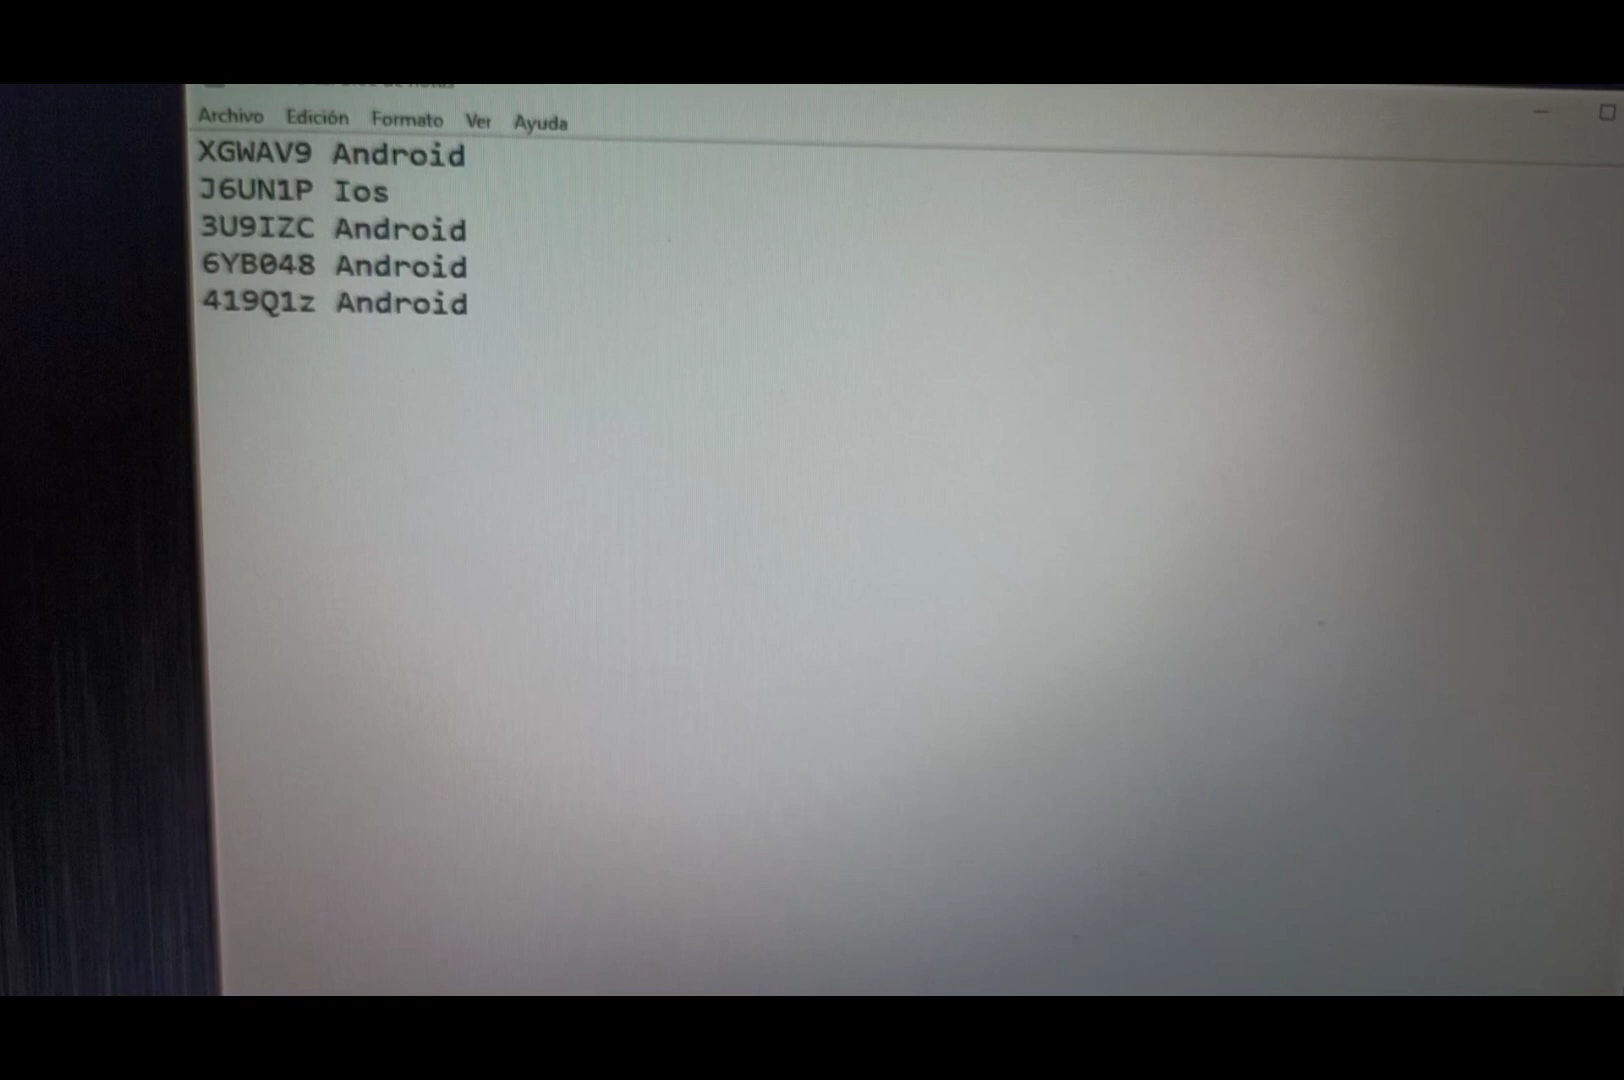 Archivo Edición Formato Ver Ayuda
XGWAV9 Android
J6UN1P Ios
3U9IZC Android
6YB048 Android
419Q1z Android